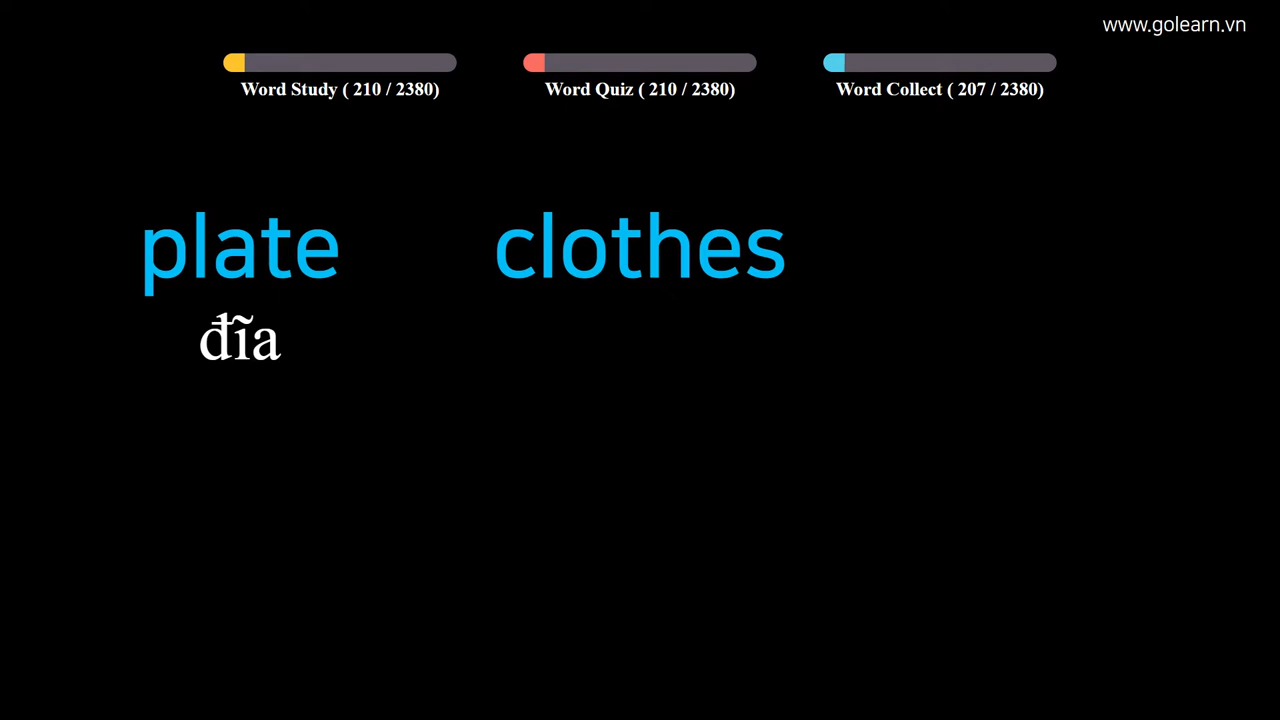 www.golearn.vn
Word Study ( 210 / 2380)
Word Quiz ( 210 / 2380)
Word Collect ( 207 / 2380)
plate
clothes
đĩa